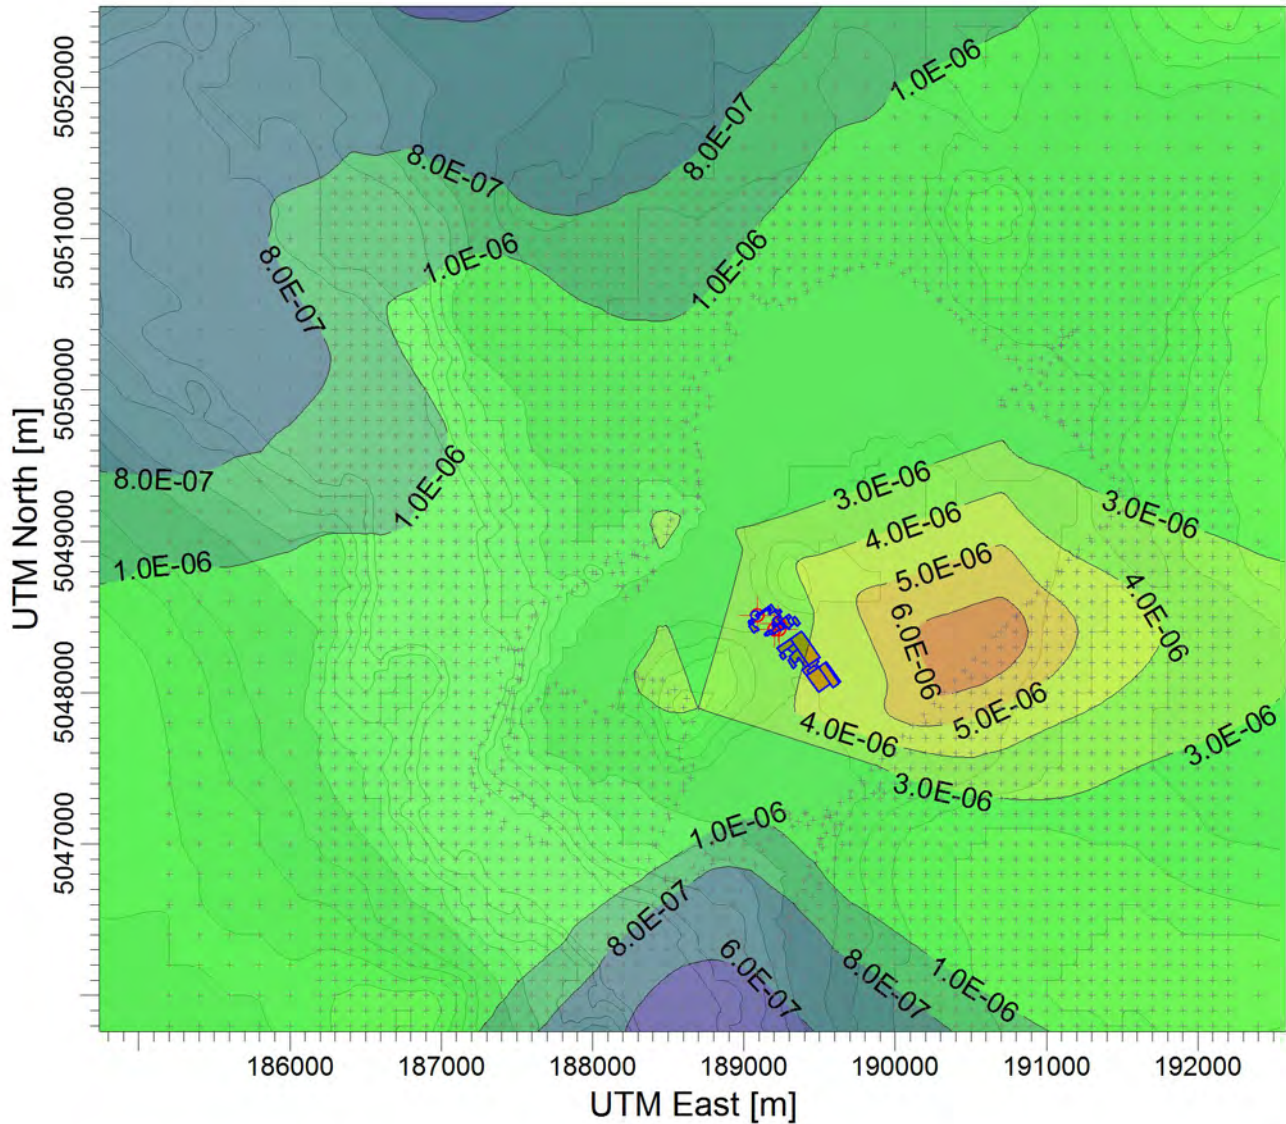 5052000
1.0E-06
8.0E-07
8.0E-07
5051000
1.0E-06
1.0E-06
8.0E-07
5050000
8.0E-07
1.0E-06
3.0E-06
3.0E-06
4.0E-06
5049000
1.0E-06
5.0E-06
4.0E-06
6.0E-06
5048000
5.0E-06
4.0E-06
3.0E-06
3.0E-06
1.0E-06
5047000
8.0E-07
6.0E-07
8.0E-07
1.0E-06
UTM North [m]
186000 187000 188000 189000 190000 191000 192000
UTM East [m]